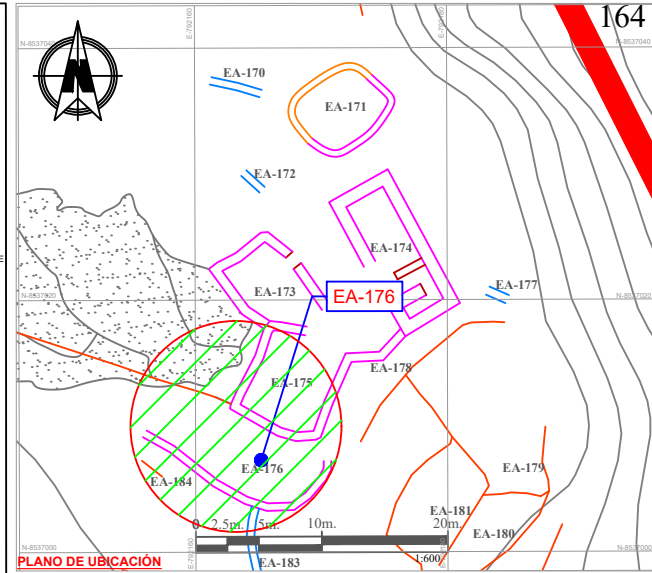 164
E-792160
N-8537040
N-8537040
N
EA-170
EA-171
EA-172
EA-174
EA-173
EA-177
EA-176
N-8537020
N-8537020
EA-178
EA-175
EA-176
EA-184
EA-179
EA-181
EA-180
0 2.5m. 5m. 10m. 20m.
1:600
N-8537000
N-8537000
EA-183
PLANO DE UBICACIÓN